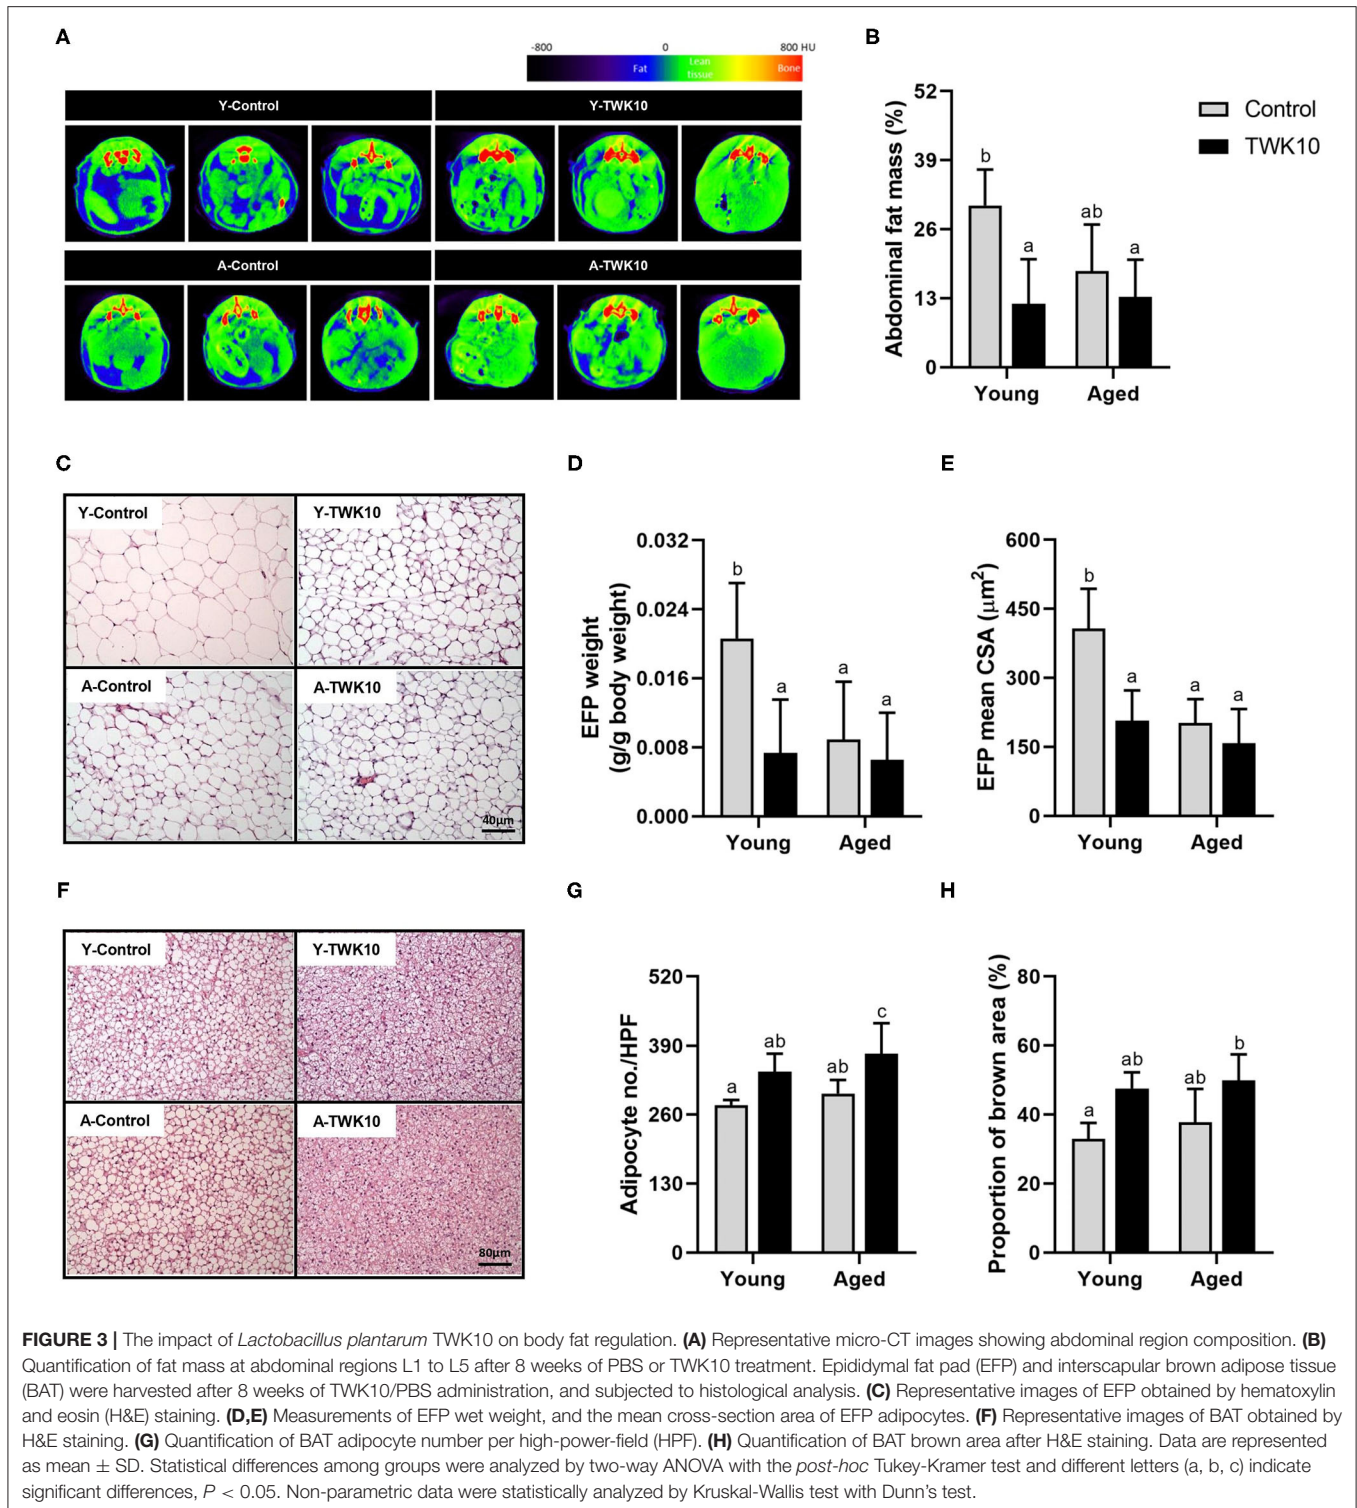 A
-800 0 800 HU
Fat Lean tissue Bone
Y-Control Y-TWK10
A-Control A-TWK10
B
Abdominal fat mass (%)
52
39
26
13
0
b a ab a
Young Aged
Control
TWK10
C
Y-Control Y-TWK10
A-Control A-TWK10
40µm
D
EFP weight
(g/g body weight)
0.032
0.024
0.016
0.008
0.000
b a a a
Young Aged
E
EFP mean CSA (µm²)
600
450
300
150
0
b a a a
Young Aged
F
Y-Control Y-TWK10
A-Control A-TWK10
80µm
G
Adipocyte no./HPF
520
390
260
130
0
a ab ab c
Young Aged
H
Proportion of brown area (%)
80
60
40
20
0
a ab ab b
Young Aged
FIGURE 3 | The impact of Lactobacillus plantarum TWK10 on body fat regulation. (A) Representative micro-CT images showing abdominal region composition. (B)
Quantification of fat mass at abdominal regions L1 to L5 after 8 weeks of PBS or TWK10 treatment. Epididymal fat pad (EFP) and interscapular brown adipose tissue
(BAT) were harvested after 8 weeks of TWK10/PBS administration, and subjected to histological analysis. (C) Representative images of EFP obtained by hematoxylin
and eosin (H&E) staining. (D,E) Measurements of EFP wet weight, and the mean cross-section area of EFP adipocytes. (F) Representative images of BAT obtained by
H&E staining. (G) Quantification of BAT adipocyte number per high-power-field (HPF). (H) Quantification of BAT brown area after H&E staining. Data are represented
as mean ± SD. Statistical differences among groups were analyzed by two-way ANOVA with the post-hoc Tukey-Kramer test and different letters (a, b, c) indicate
significant differences, P < 0.05. Non-parametric data were statistically analyzed by Kruskal-Wallis test with Dunn's test.